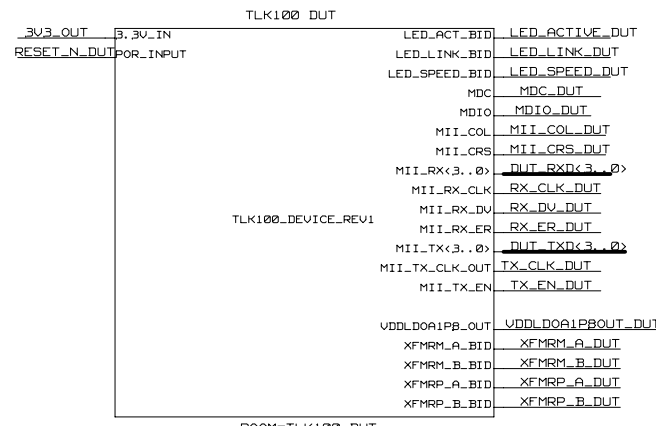 TLK100 DUT
3V3_OUT 3.3V_IN LED_ACT_BID LED_ACTIVE_DUT
RESET_N_DUT POR_INPUT LED_LINK_BID LED_LINK_DUT
LED_SPEED_BID LED_SPEED_DUT
MDC MDC_DUT
MDIO MDIO_DUT
MII_COL MII_COL_DUT
MII_CRS MII_CRS_DUT
MII_RX<3..0> DUT_RXD<3..0>
MII_RX_CLK RX_CLK_DUT
MII_RX_DV RX_DV_DUT
TLK100_DEVICE_REV1
MII_RX_ER RX_ER_DUT
MII_TX<3..0> DUT_TXD<3..0>
MII_TX_CLK_OUT TX_CLK_DUT
MII_TX_EN TX_EN_DUT
VDDLDOA1P8_OUT VDDLDOA1P8OUT_DUT
XFMRM_A_BID XFMRM_A_DUT
XFMRM_B_BID XFMRM_B_DUT
XFMRP_A_BID XFMRP_A_DUT
XFMRP_B_BID XFMRP_B_DUT
ROOM=TLK100_DUT